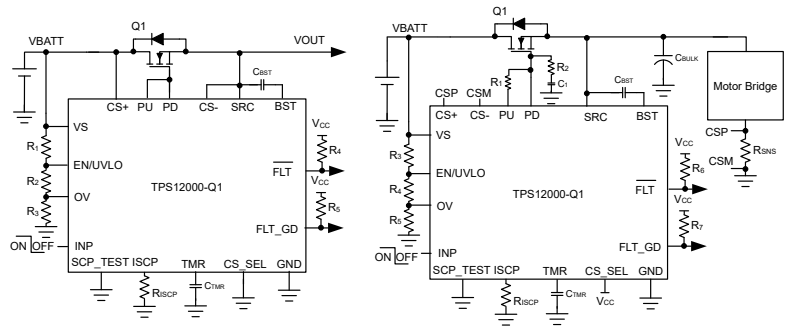 Q1
VBATT
VOUT
CBST
CS+ PU PD CS- SRC BST
VS
R1
EN/UVLO
R2
OV
R3
TPS12000-Q1
VCC
R4
FLT
VCC
R5
FLT_GD
ON OFF INP
SCP_TEST ISCP TMR CS_SEL GND
RISCP
CTMR
Q1
VBATT
R1
R2
C1
CBST
CBULK
Motor Bridge
CSP CSM
CS+ CS- PU PD SRC BST
VS
R3
EN/UVLO
R4
OV
R5
TPS12000-Q1
CSP
RSNS
CSM
VCC
R6
FLT
VCC
R7
FLT_GD
ON OFF INP
SCP_TEST ISCP TMR CS_SEL GND
RISCP
CTMR
VCC